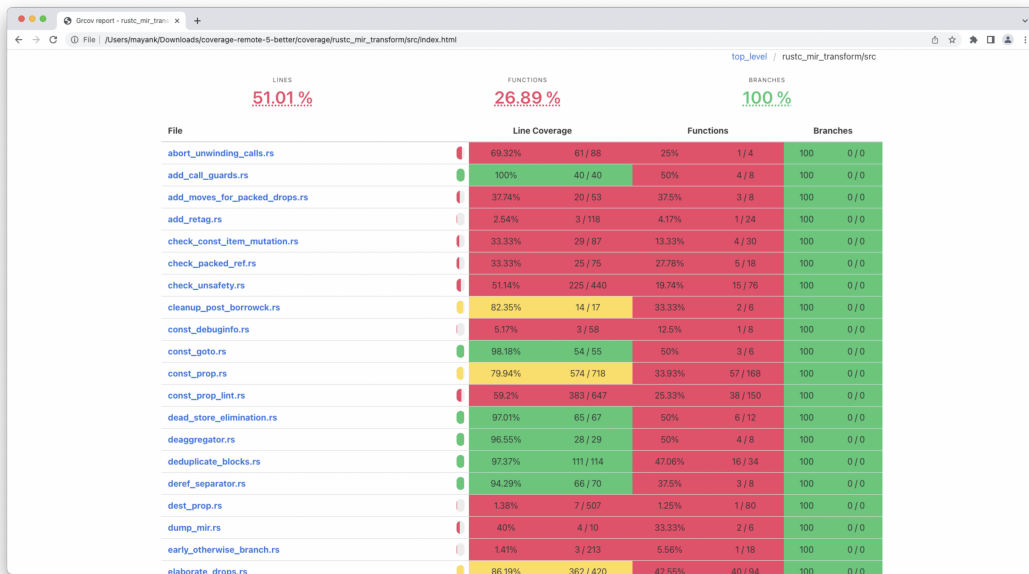 Grcov report - rustc_mir_trans
File /Users/mayank/Downloads/coverage-remote-5-better/coverage/rustc_mir_transform/src/index.html
top_level / rustc_mir_transform/src
LINES FUNCTIONS BRANCHES
51.01 % 26.89 % 100 %
File Line Coverage Functions Branches
abort_unwinding_calls.rs 69.32% 61 / 88 25% 1 / 4 100 0 / 0
add_call_guards.rs 100% 40 / 40 50% 4 / 8 100 0 / 0
add_moves_for_packed_drops.rs 37.74% 20 / 53 37.5% 3 / 8 100 0 / 0
add_retag.rs 2.54% 3 / 118 4.17% 1 / 24 100 0 / 0
check_const_item_mutation.rs 33.33% 29 / 87 13.33% 4 / 30 100 0 / 0
check_packed_ref.rs 33.33% 25 / 75 27.78% 5 / 18 100 0 / 0
check_unsafety.rs 51.14% 225 / 440 19.74% 15 / 76 100 0 / 0
cleanup_post_borrowck.rs 82.35% 14 / 17 33.33% 2 / 6 100 0 / 0
const_debuginfo.rs 5.17% 3 / 58 12.5% 1 / 8 100 0 / 0
const_goto.rs 98.18% 54 / 55 50% 3 / 6 100 0 / 0
const_prop.rs 79.94% 574 / 718 33.93% 57 / 168 100 0 / 0
const_prop_lint.rs 59.2% 383 / 647 25.33% 38 / 150 100 0 / 0
dead_store_elimination.rs 97.01% 65 / 67 50% 6 / 12 100 0 / 0
deaggregator.rs 96.55% 28 / 29 50% 4 / 8 100 0 / 0
deduplicate_blocks.rs 97.37% 111 / 114 47.06% 16 / 34 100 0 / 0
deref_separator.rs 94.29% 66 / 70 37.5% 3 / 8 100 0 / 0
dest_prop.rs 1.38% 7 / 507 1.25% 1 / 80 100 0 / 0
dump_mir.rs 40% 4 / 10 33.33% 2 / 6 100 0 / 0
early_otherwise_branch.rs 1.41% 3 / 213 5.56% 1 / 18 100 0 / 0
elaborate_drops.rs 86.19% 362 / 420 42.55% 40 / 94 100 0 / 0